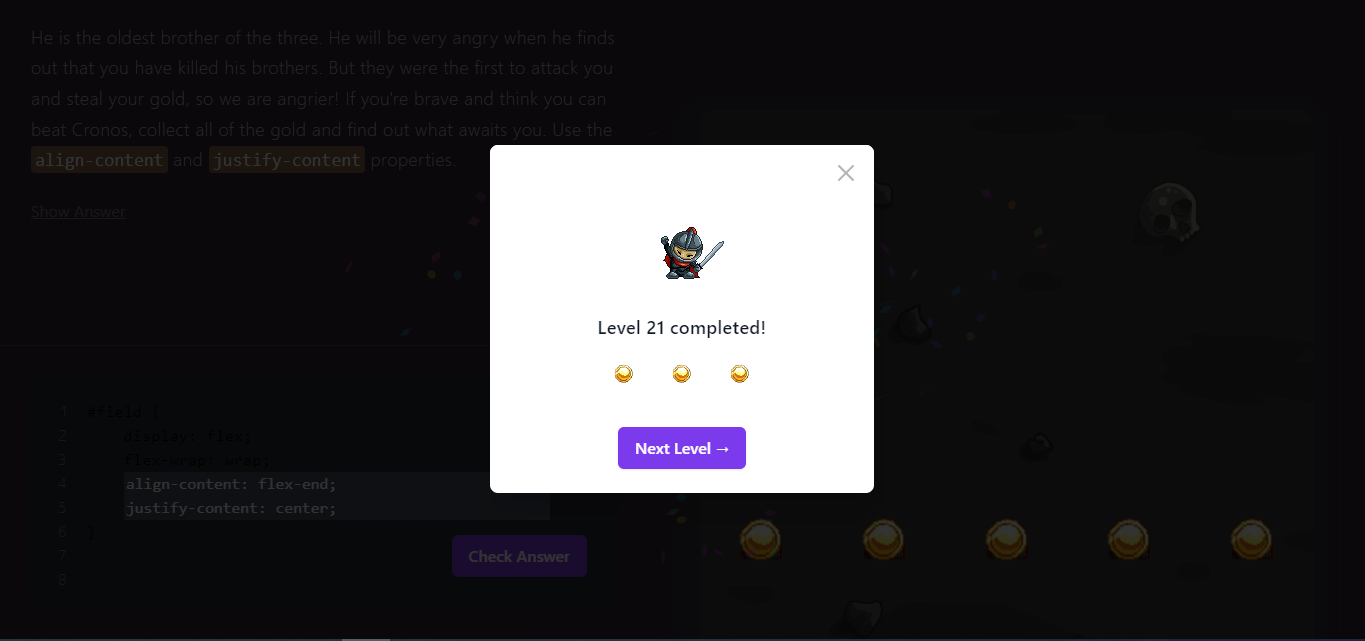 He is the oldest brother of the three. He will be very angry when he finds
out that you have killed his brothers. But they were the first to attack you
and steal your gold, so we are angrier! If you're brave and think you can
beat Cronos, collect all of the gold and find out what awaits you. Use the
align-content and justify-content properties.
Show Answer
Level 21 completed!
Next Level →
1 #field {
2 display: flex;
3 flex-wrap: wrap;
4 align-content: flex-end;
5 justify-content: center;
6 }
7
8
Check Answer